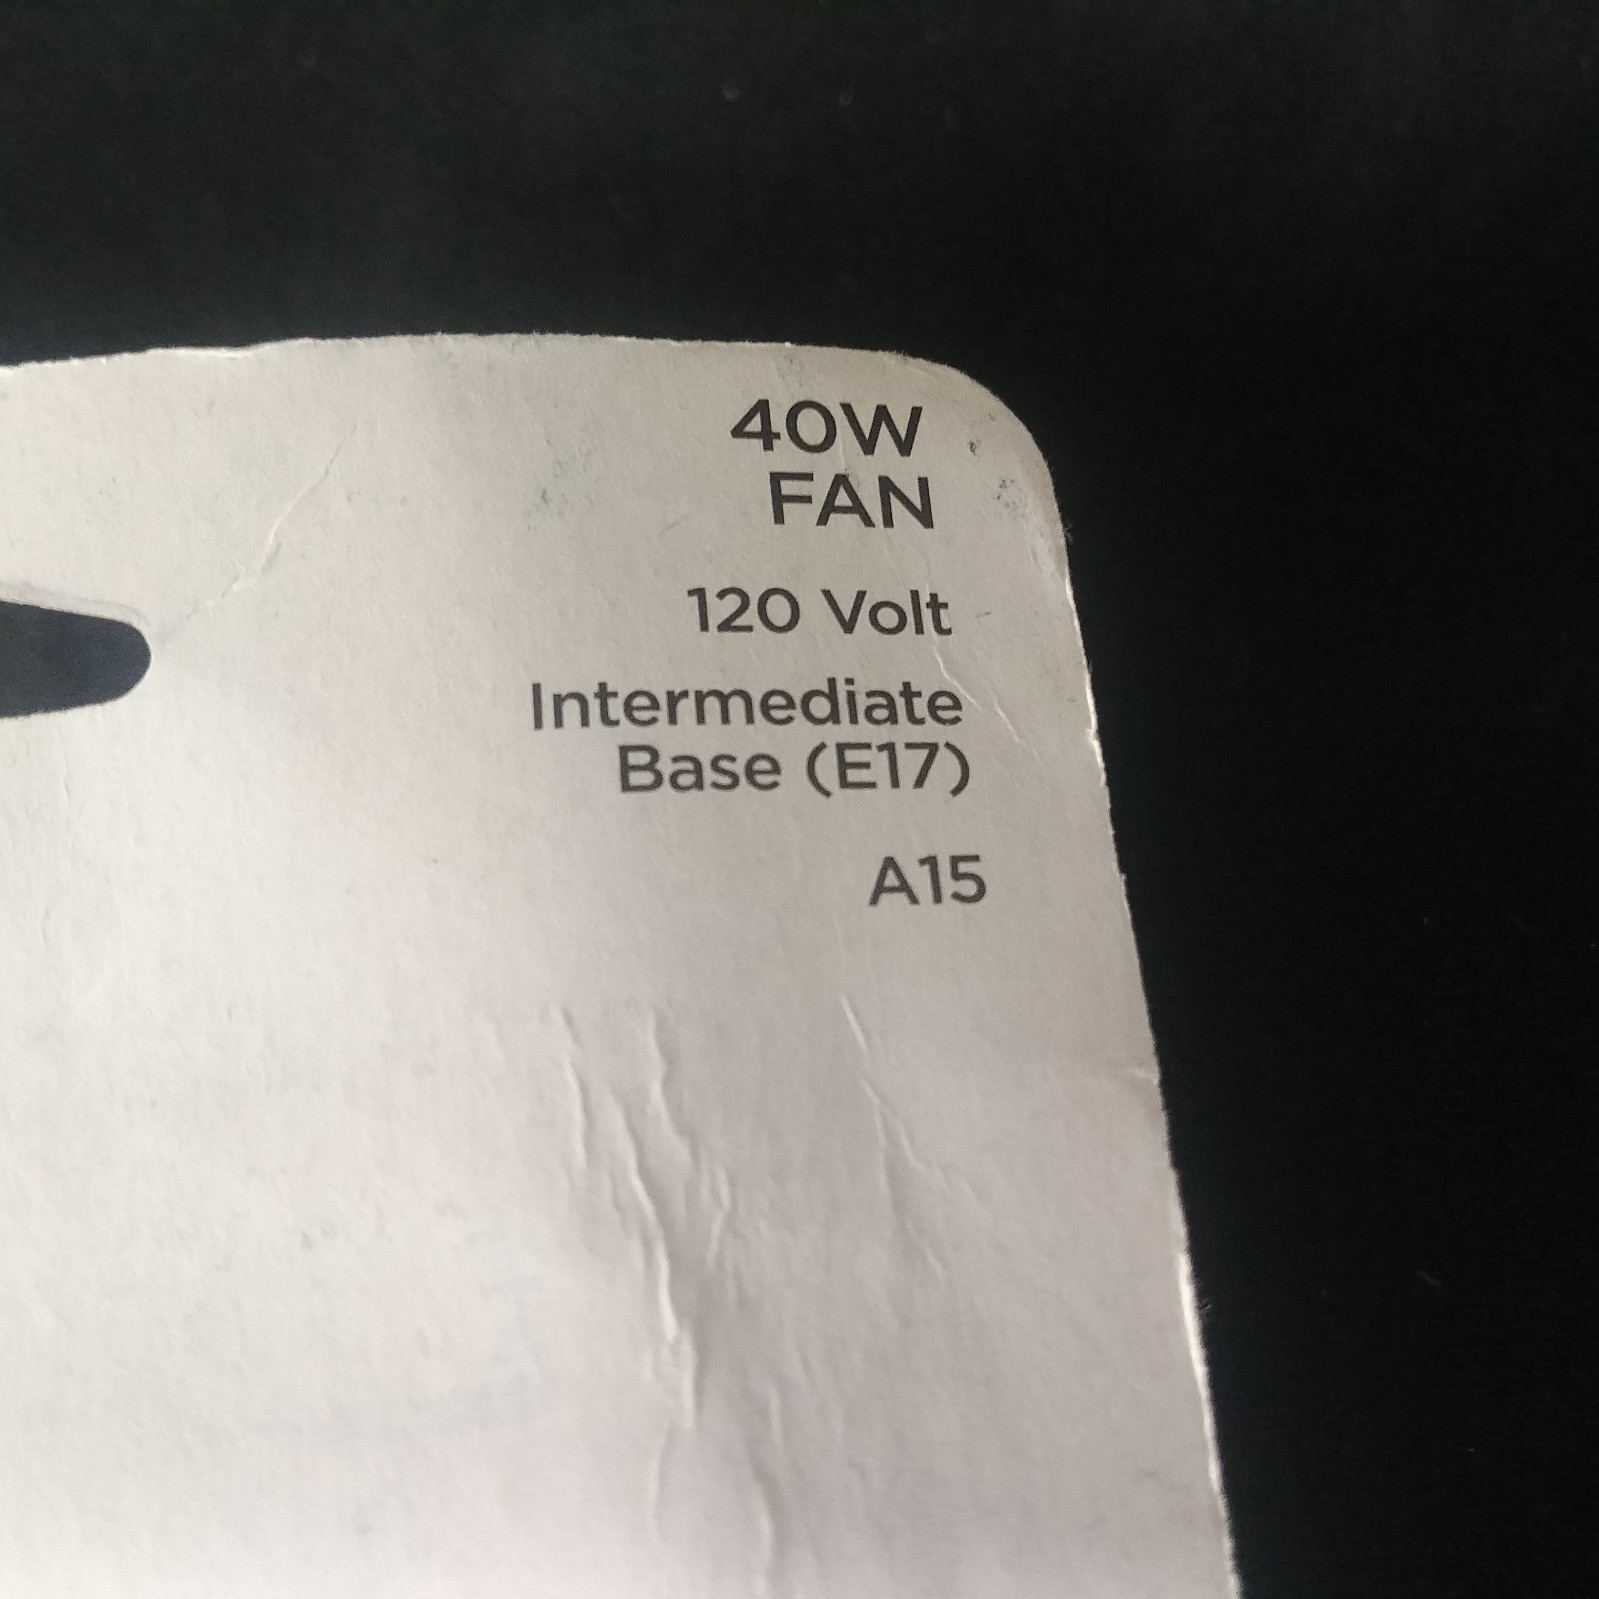 40W
FAN
120 Volt
Intermediate
Base (E17)
A15